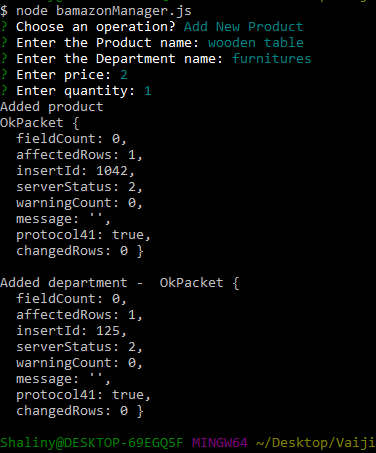 $ node bamazonManager.js
? Choose an operation? Add New Product
? Enter the Product name: wooden table
? Enter the Department name: furnitures
? Enter price: 2
? Enter quantity: 1
Added product
OkPacket {
  fieldCount: 0,
  affectedRows: 1,
  insertId: 1042,
  serverStatus: 2,
  warningCount: 0,
  message: '',
  protocol41: true,
  changedRows: 0 }

Added department -  OkPacket {
  fieldCount: 0,
  affectedRows: 1,
  insertId: 125,
  serverStatus: 2,
  warningCount: 0,
  message: '',
  protocol41: true,
  changedRows: 0 }

Shaliny@DESKTOP-69EGQ5F MINGW64 ~/Desktop/Vaiji